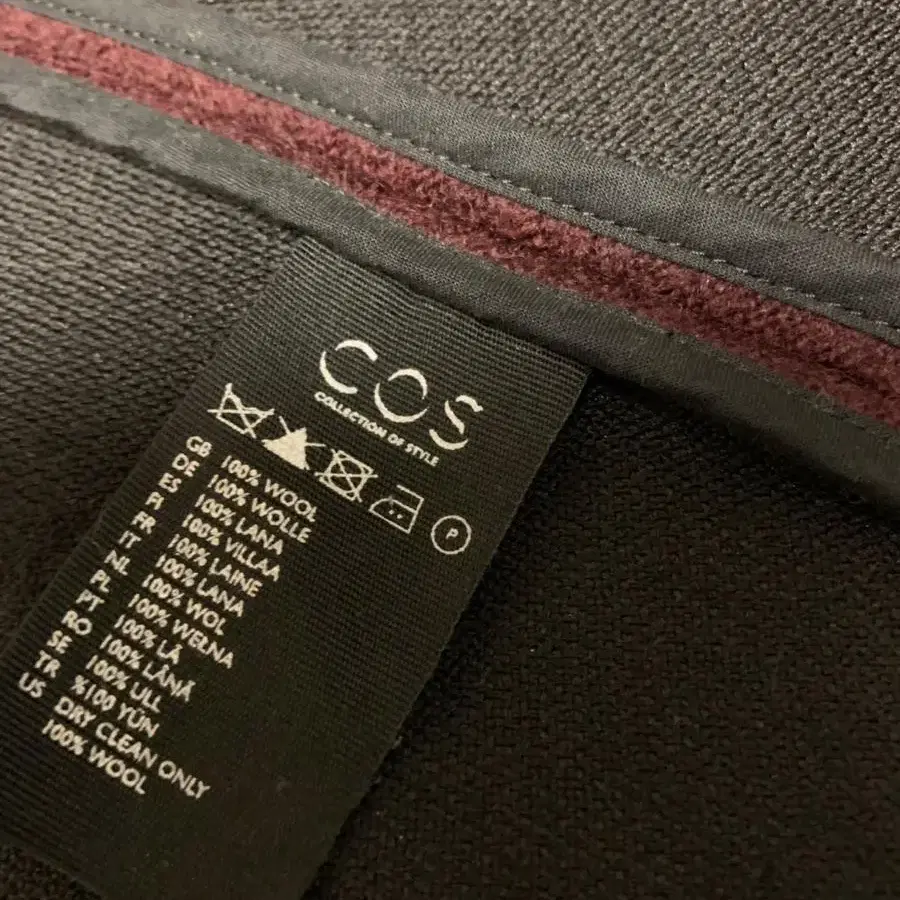 COS
COLLECTION OF STYLE
P
GB 100% WOOL
DE 100% WOLLE
ES 100% LANA
FI 100% VILLAA
FR 100% LAINE
IT 100% LANA
NL 100% WOL
PL 100% WEŁNA
PT 100% LÃ
RO 100% LÂNĂ
SE 100% ULL
TR %100 YÜN
US DRY CLEAN ONLY
100% WOOL